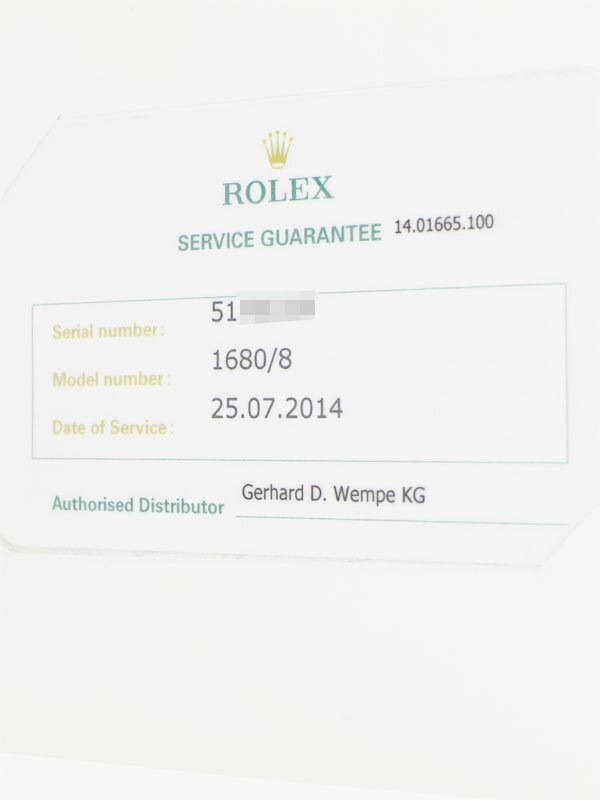 ROLEX
SERVICE GUARANTEE 14.01665.100
Serial number: 51
Model number: 1680/8
Date of Service: 25.07.2014
Authorised Distributor Gerhard D. Wempe KG